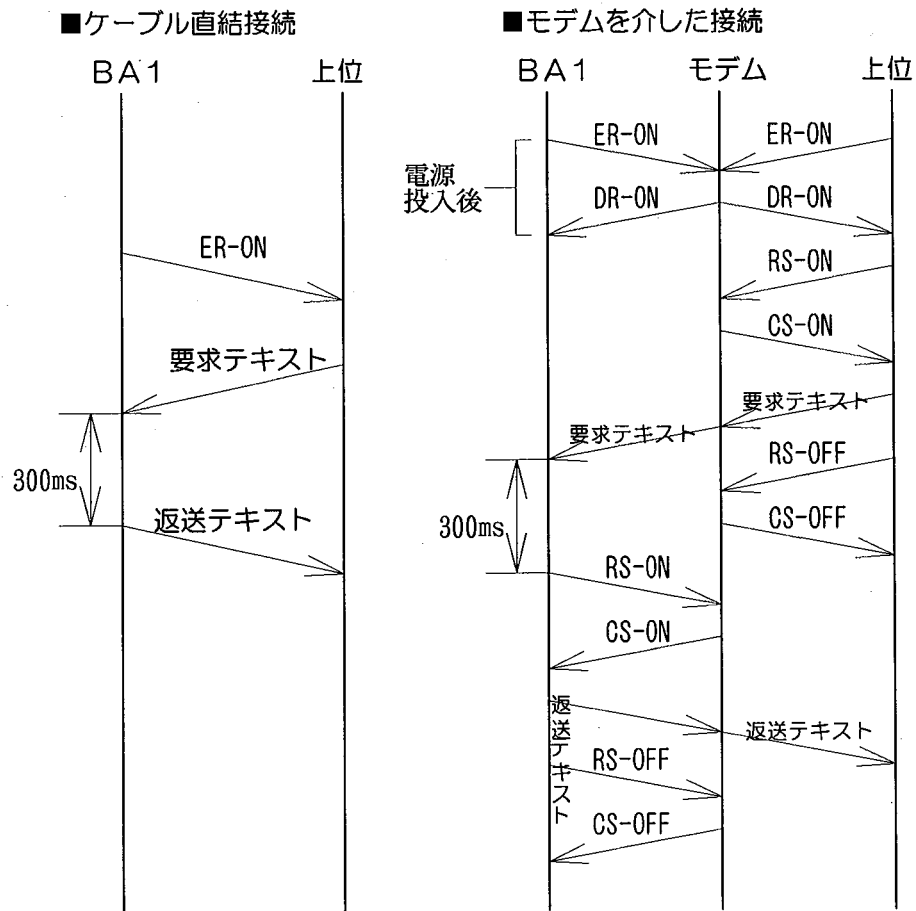 ■ケーブル直結接続
BA1 上位
ER-ON
要求テキスト
300ms
返送テキスト
■モデムを介した接続
BA1 モデム 上位
ER-ON ER-ON
電源
投入後
DR-ON DR-ON
RS-ON
CS-ON
要求テキスト
要求テキスト
RS-OFF
300ms
CS-OFF
RS-ON
CS-ON
返送テキスト
返送テキスト
RS-OFF
CS-OFF